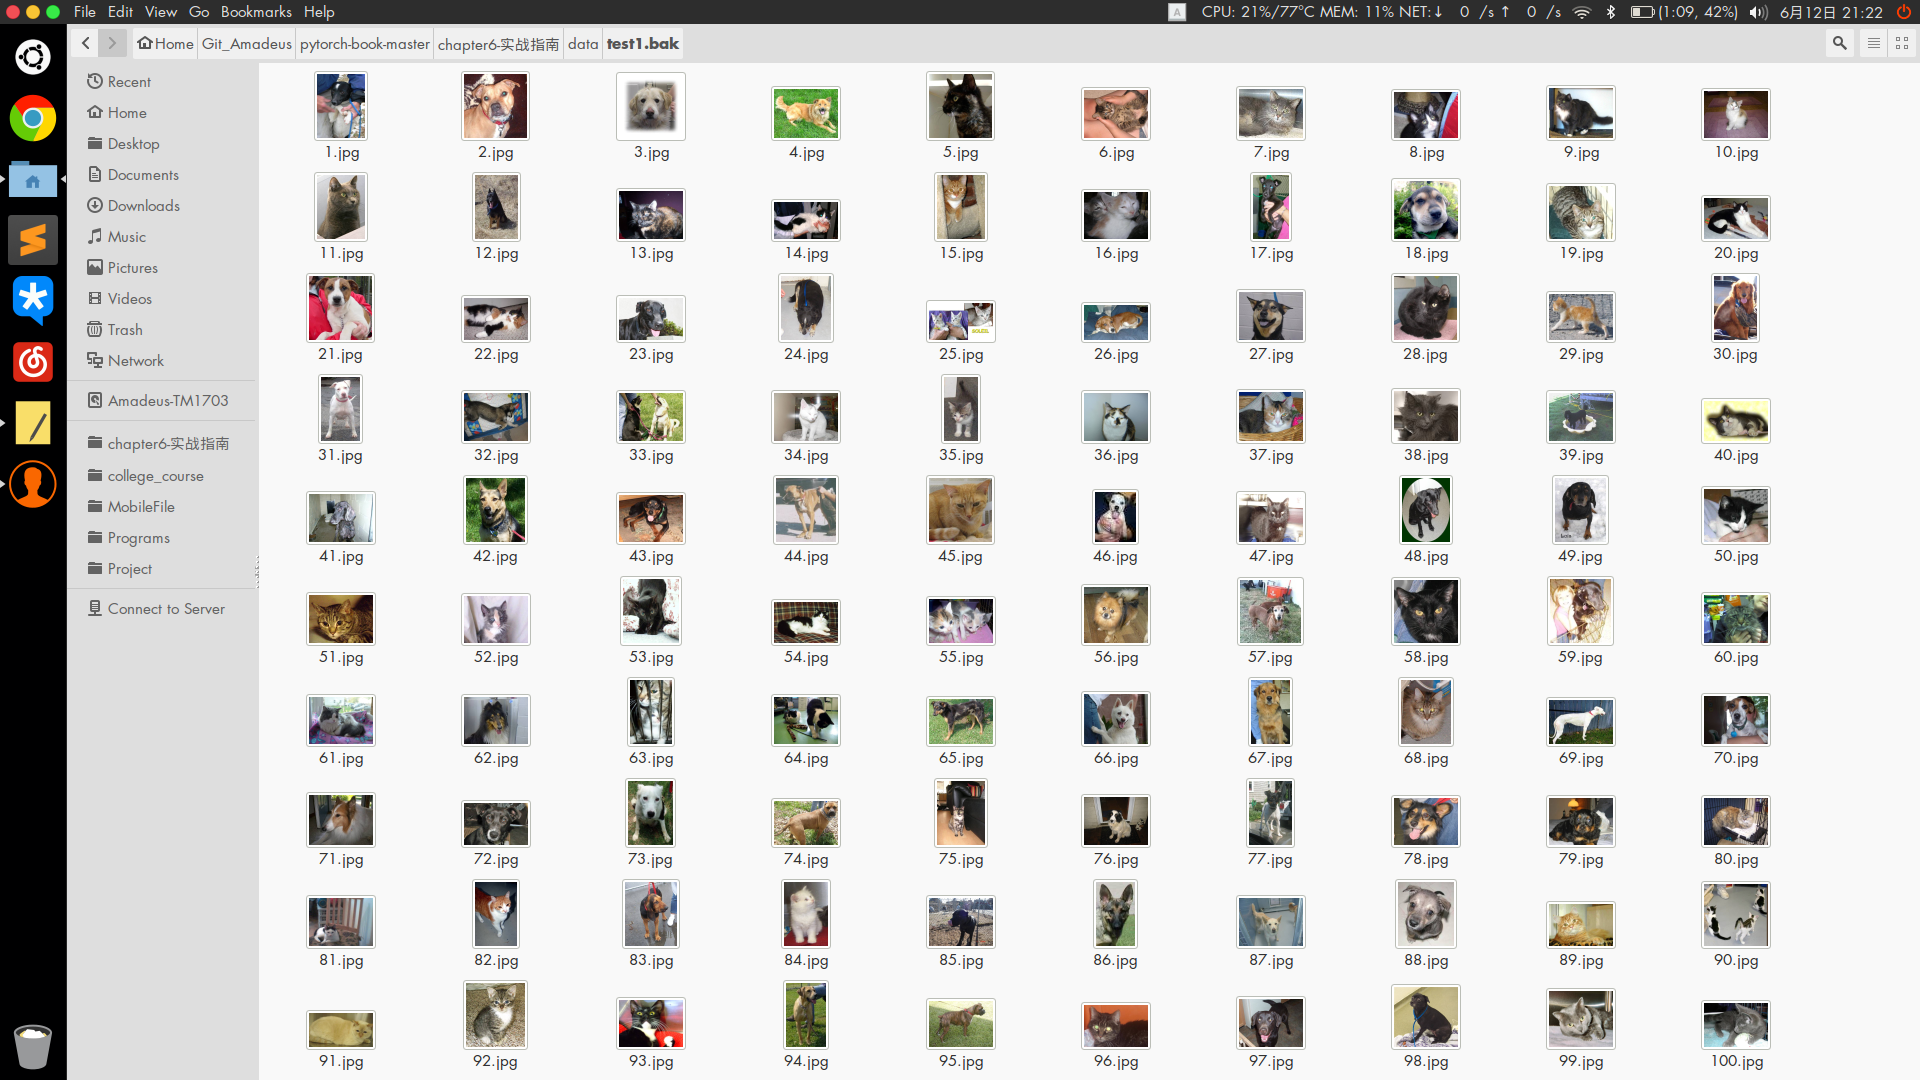 File Edit View Go Bookmarks Help
A CPU: 21%/77°C MEM: 11% NET:↓ 0 /s ↑ 0 /s (1:09, 42%) 6月12日 21:22
Home Git_Amadeus pytorch-book-master chapter6-实战指南 data test1.bak
Recent
Home
Desktop
Documents
Downloads
Music
Pictures
Videos
Trash
Network
Amadeus-TM1703
chapter6-实战指南
college_course
MobileFile
Programs
Project
Connect to Server
1.jpg 2.jpg 3.jpg 4.jpg 5.jpg 6.jpg 7.jpg 8.jpg 9.jpg 10.jpg
11.jpg 12.jpg 13.jpg 14.jpg 15.jpg 16.jpg 17.jpg 18.jpg 19.jpg 20.jpg
21.jpg 22.jpg 23.jpg 24.jpg 25.jpg 26.jpg 27.jpg 28.jpg 29.jpg 30.jpg
31.jpg 32.jpg 33.jpg 34.jpg 35.jpg 36.jpg 37.jpg 38.jpg 39.jpg 40.jpg
41.jpg 42.jpg 43.jpg 44.jpg 45.jpg 46.jpg 47.jpg 48.jpg 49.jpg 50.jpg
51.jpg 52.jpg 53.jpg 54.jpg 55.jpg 56.jpg 57.jpg 58.jpg 59.jpg 60.jpg
61.jpg 62.jpg 63.jpg 64.jpg 65.jpg 66.jpg 67.jpg 68.jpg 69.jpg 70.jpg
71.jpg 72.jpg 73.jpg 74.jpg 75.jpg 76.jpg 77.jpg 78.jpg 79.jpg 80.jpg
81.jpg 82.jpg 83.jpg 84.jpg 85.jpg 86.jpg 87.jpg 88.jpg 89.jpg 90.jpg
91.jpg 92.jpg 93.jpg 94.jpg 95.jpg 96.jpg 97.jpg 98.jpg 99.jpg 100.jpg